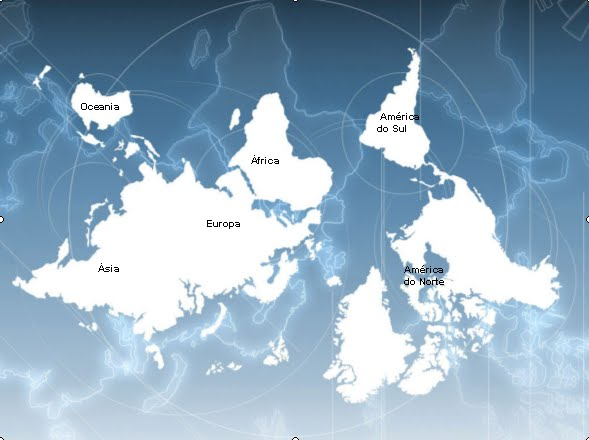 Oceania
América
do Sul
África
Europa
Ásia
América
do Norte